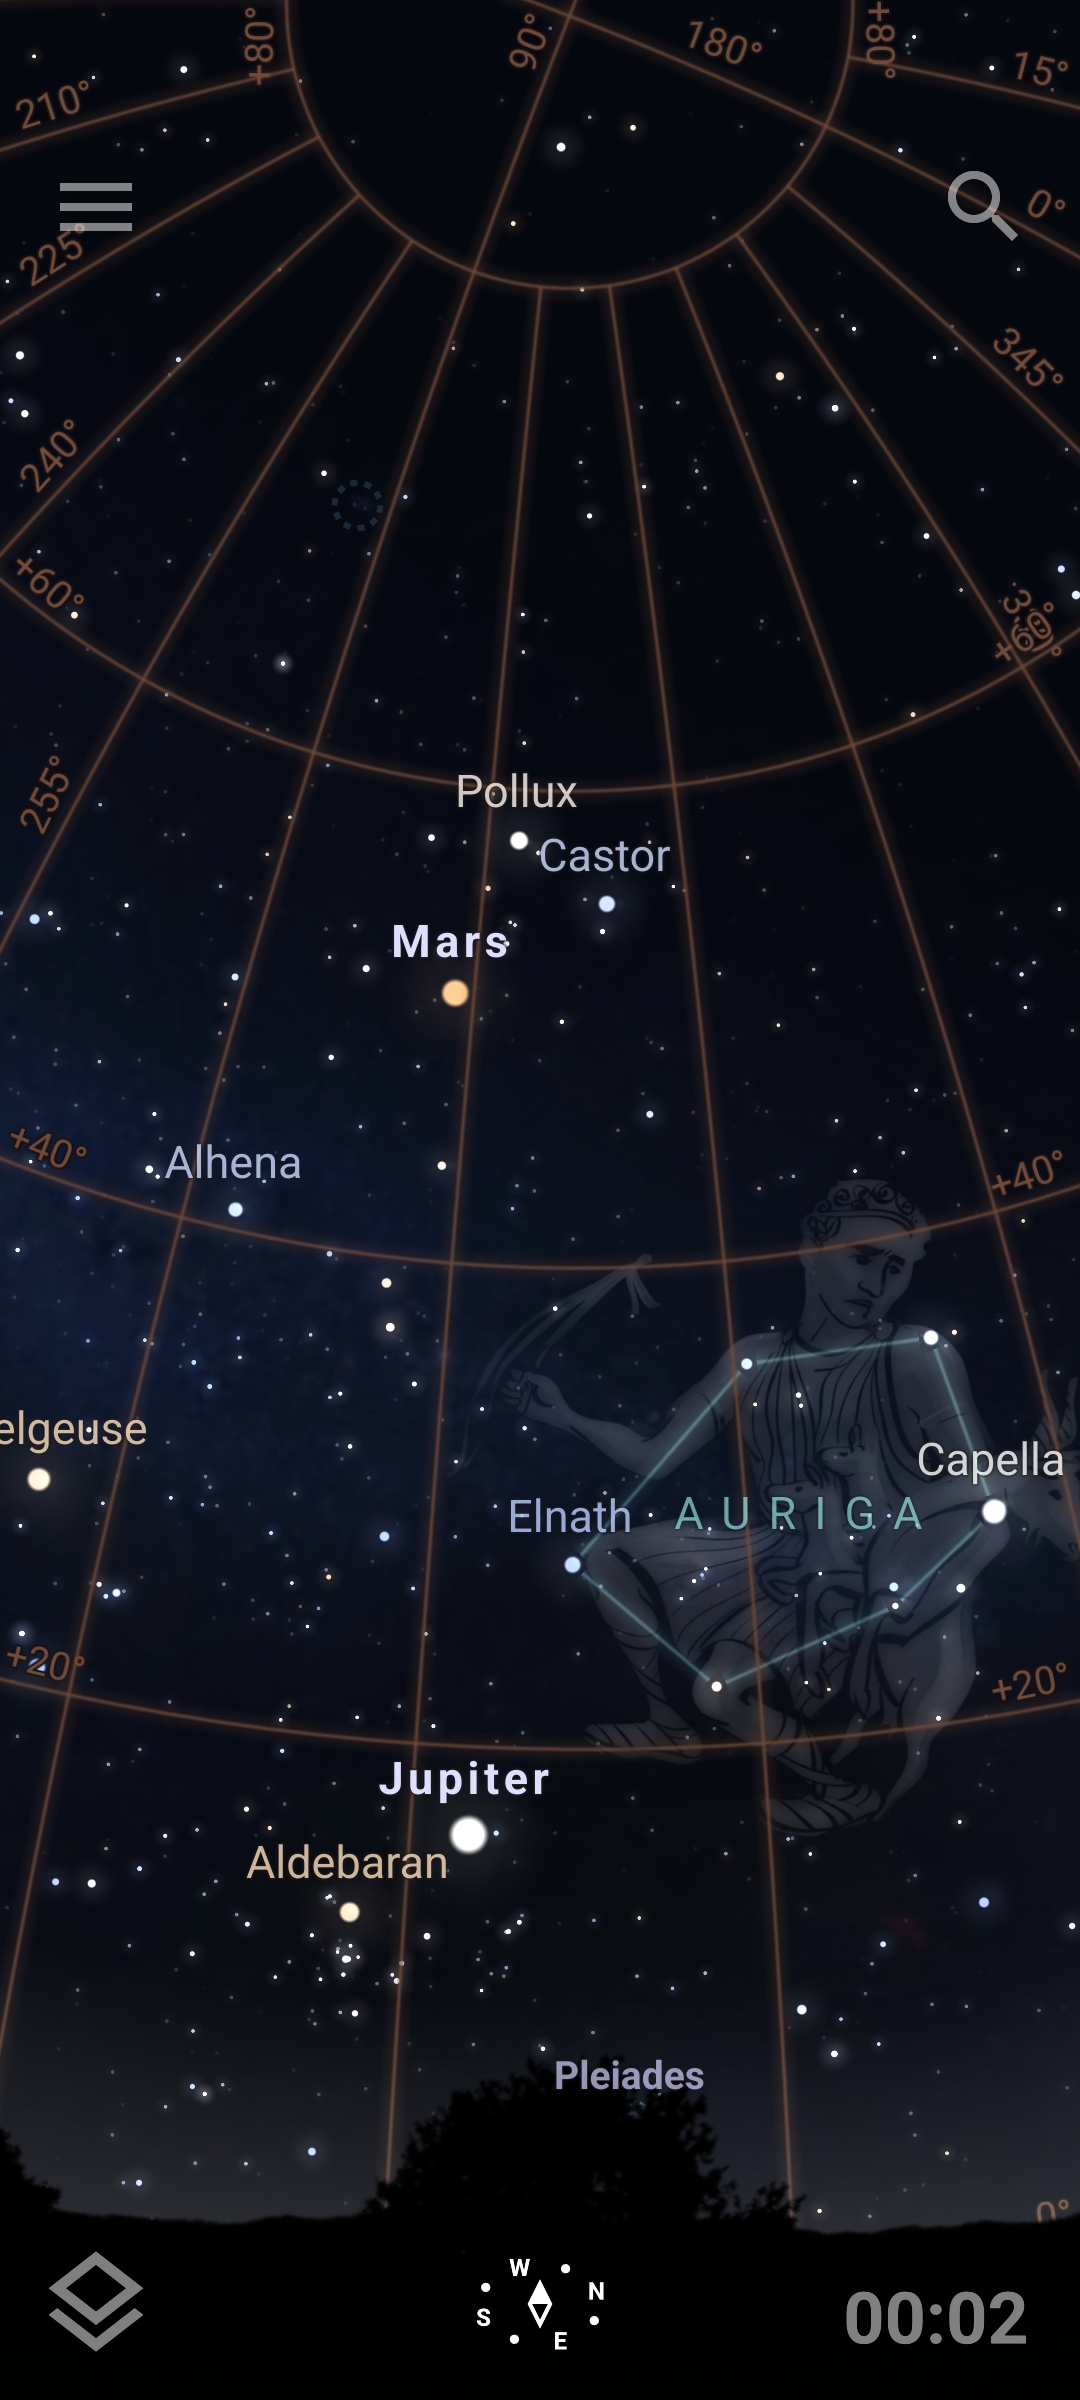 +80°
90°
180°
+80°
15°
210°
0°
225°
345°
240°
+60°
+60°
255°
Pollux
Castor
Mars
+40°
Alhena
+40°
elgeuse
Capella
Elnath
AURIGA
+20°
+20°
Jupiter
Aldebaran
Pleiades
0°
W
N
S
E
00:02